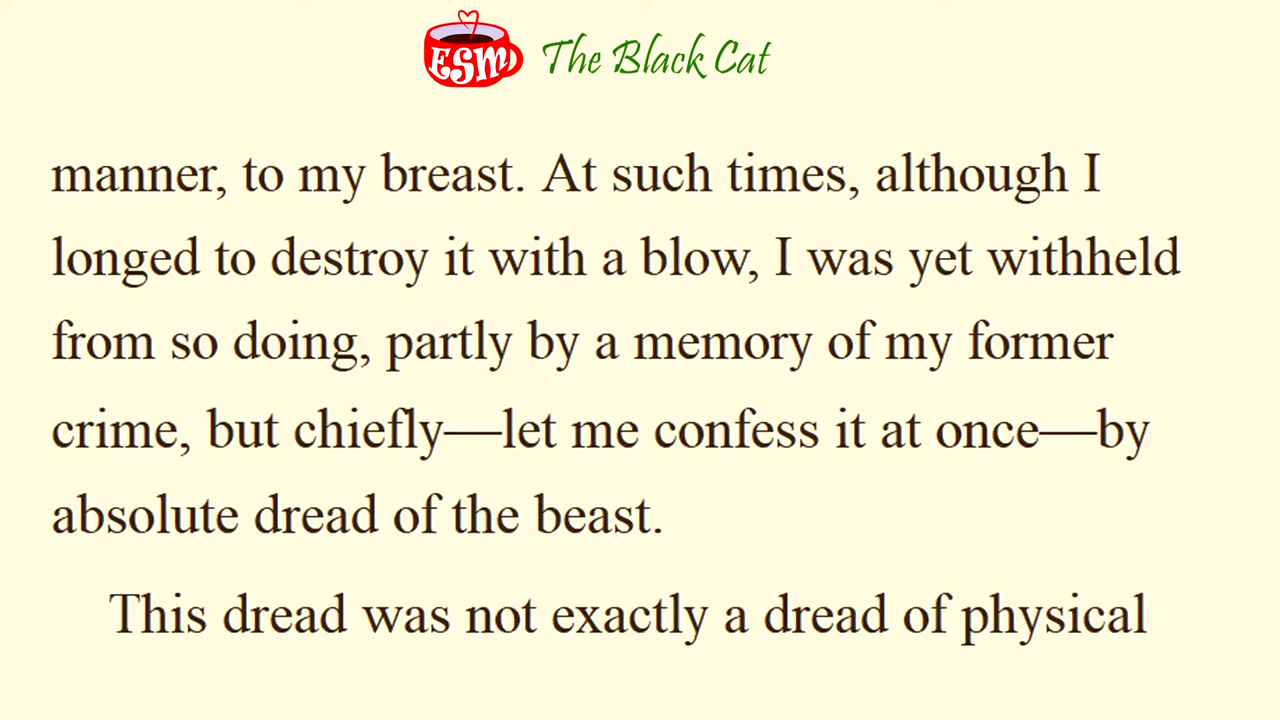 ESM The Black Cat
manner, to my breast. At such times, although I
longed to destroy it with a blow, I was yet withheld
from so doing, partly by a memory of my former
crime, but chiefly—let me confess it at once—by
absolute dread of the beast.
This dread was not exactly a dread of physical